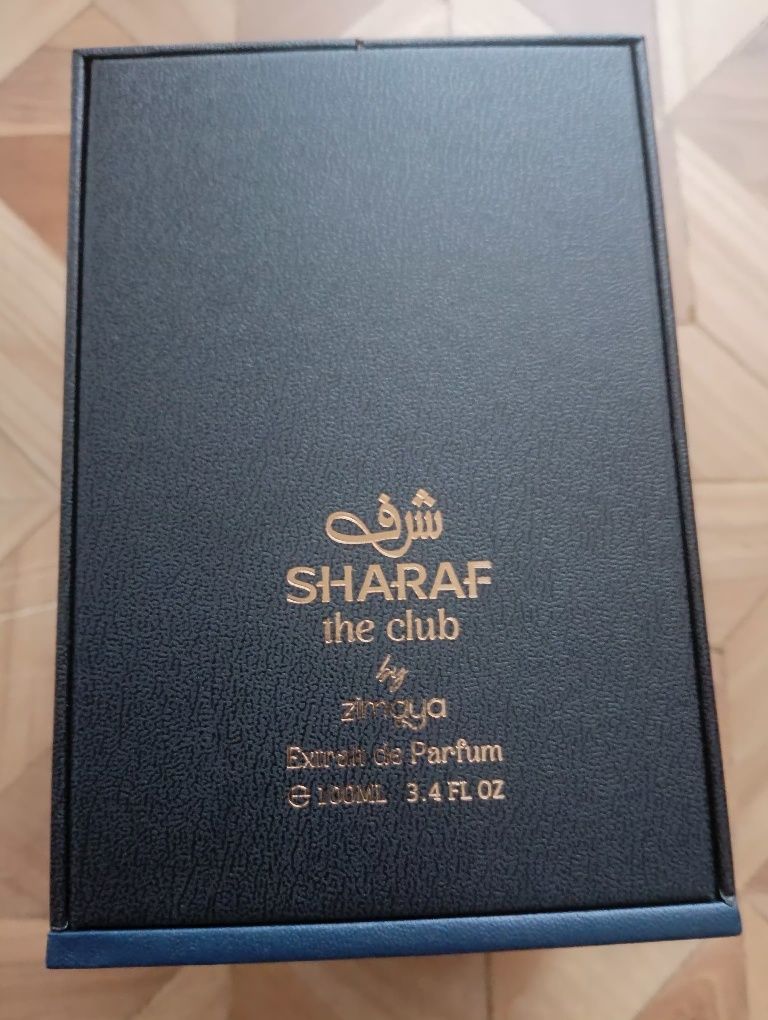 شرف
SHARAF
the club
by
zimaya
Extrait de Parfum
℮ 100ML 3.4 FL OZ